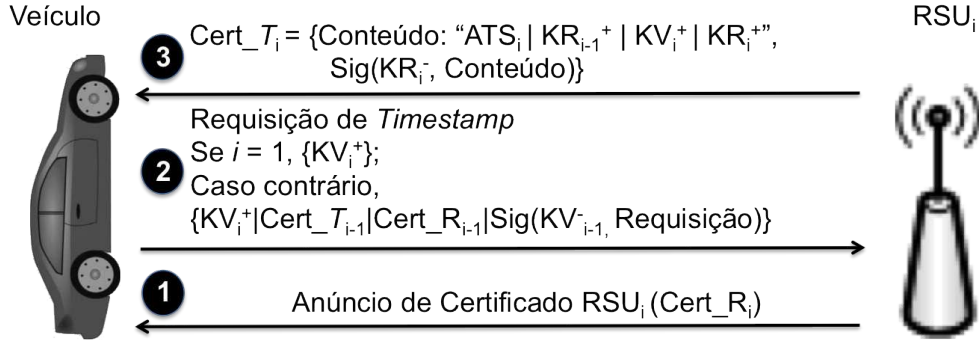 Veículo
RSUᵢ
3 Cert_Tᵢ = {Conteúdo: “ATSᵢ | KRᵢ₋₁⁺ | KVᵢ⁺ | KRᵢ⁺”,
Sig(KRᵢ⁻, Conteúdo)}
Requisição de Timestamp
2 Se i = 1, {KVᵢ⁺};
Caso contrário,
{KVᵢ⁺|Cert_Tᵢ₋₁|Cert_Rᵢ₋₁|Sig(KV⁻ᵢ₋₁, Requisição)}
1 Anúncio de Certificado RSUᵢ (Cert_Rᵢ)